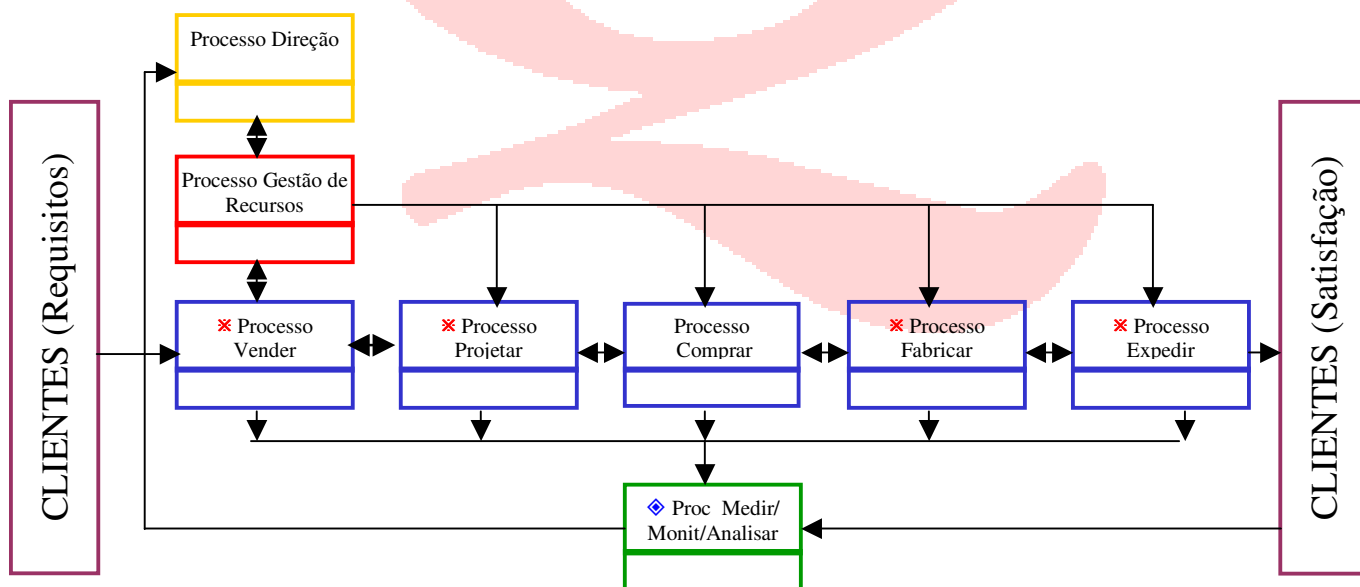 Processo Direção
CLIENTES (Requisitos)
CLIENTES (Satisfação)
Processo Gestão de
Recursos
Processo
Vender
Processo
Projetar
Processo
Comprar
Processo
Fabricar
Processo
Expedir
Proc Medir/
Monit/Analisar